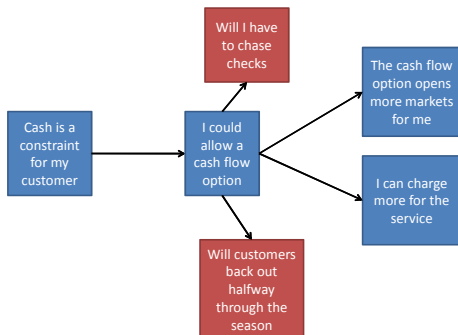 Will I have
to chase
checks
The cash flow
option opens
more markets
for me
Cash is a
constraint
for my
customer
I could
allow a
cash flow
option
I can charge
more for the
service
Will customers
back out
halfway
through the
season